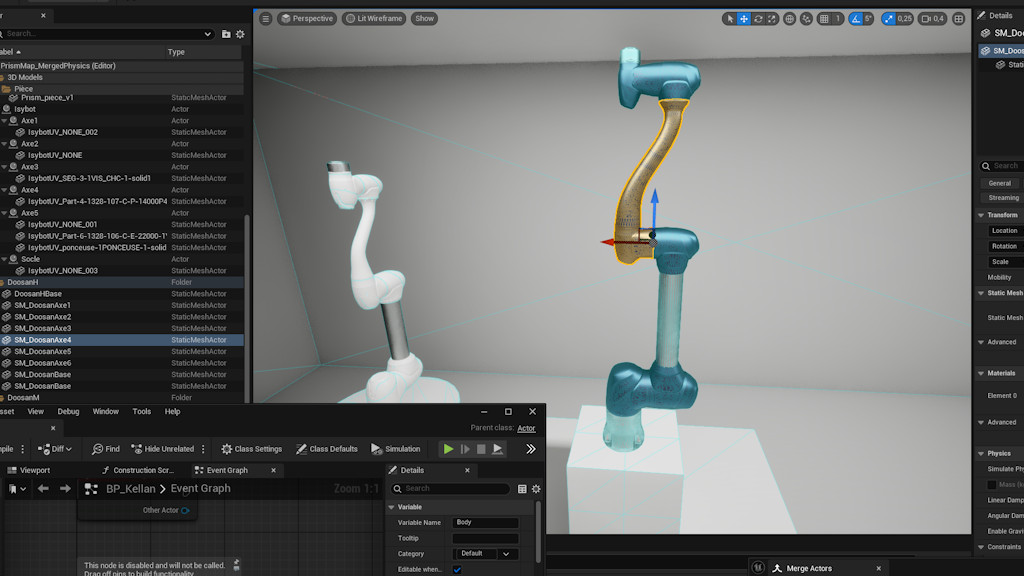 Search...
Label
Type
PrismMap_MergedPhysics (Editor)
3D Models
Pièce
Prism_piece_v1 StaticMeshActor
Isybot Actor
Axe1 Actor
IsybotUV_NONE_002 StaticMeshActor
Axe2 Actor
IsybotUV_NONE StaticMeshActor
Axe3 Actor
IsybotUV_SEG-3-1VIS_CHC-1-solid1 StaticMeshActor
Axe4 Actor
IsybotUV_Part-4-1328-107-C-P-14000P4 StaticMeshActor
Axe5 Actor
IsybotUV_NONE_001 StaticMeshActor
IsybotUV_Part-6-1328-106-C-E-22000-1 StaticMeshActor
IsybotUV_ponceuse-1PONCEUSE-1-solid StaticMeshActor
Socle Actor
IsybotUV_NONE_003 StaticMeshActor
DoosanH Folder
DoosanHBase StaticMeshActor
SM_DoosanAxe1 StaticMeshActor
SM_DoosanAxe2 StaticMeshActor
SM_DoosanAxe3 StaticMeshActor
SM_DoosanAxe4 StaticMeshActor
SM_DoosanAxe5 StaticMeshActor
SM_DoosanAxe6 StaticMeshActor
SM_DoosanBase StaticMeshActor
SM_DoosanBase StaticMeshActor
DoosanM Folder
Perspective Lit Wireframe Show
1 5° 0,25 0,4
Details
SM_Doo
SM_Doos
Stati
Search
General
Streaming
Transform
Location
Rotation
Scale
Mobility
Static Mesh
Static Mesh
Advanced
Materials
Element 0
Advanced
Physics
Simulate Phy
Mass (k
Linear Damp
Angular Dam
Enable Gravi
Constraints
sset View Debug Window Tools Help
Parent class: Actor
pile Diff Find Hide Unrelated Class Settings Class Defaults Simulation
Viewport Construction Scr... Event Graph
BP_Kellan > Event Graph Zoom 1:1
Other Actor
This node is disabled and will not be called.
Drag off pins to build functionality.
Details
Search
Variable
Variable Name Body
Tooltip
Category Default
Editable when...
Merge Actors